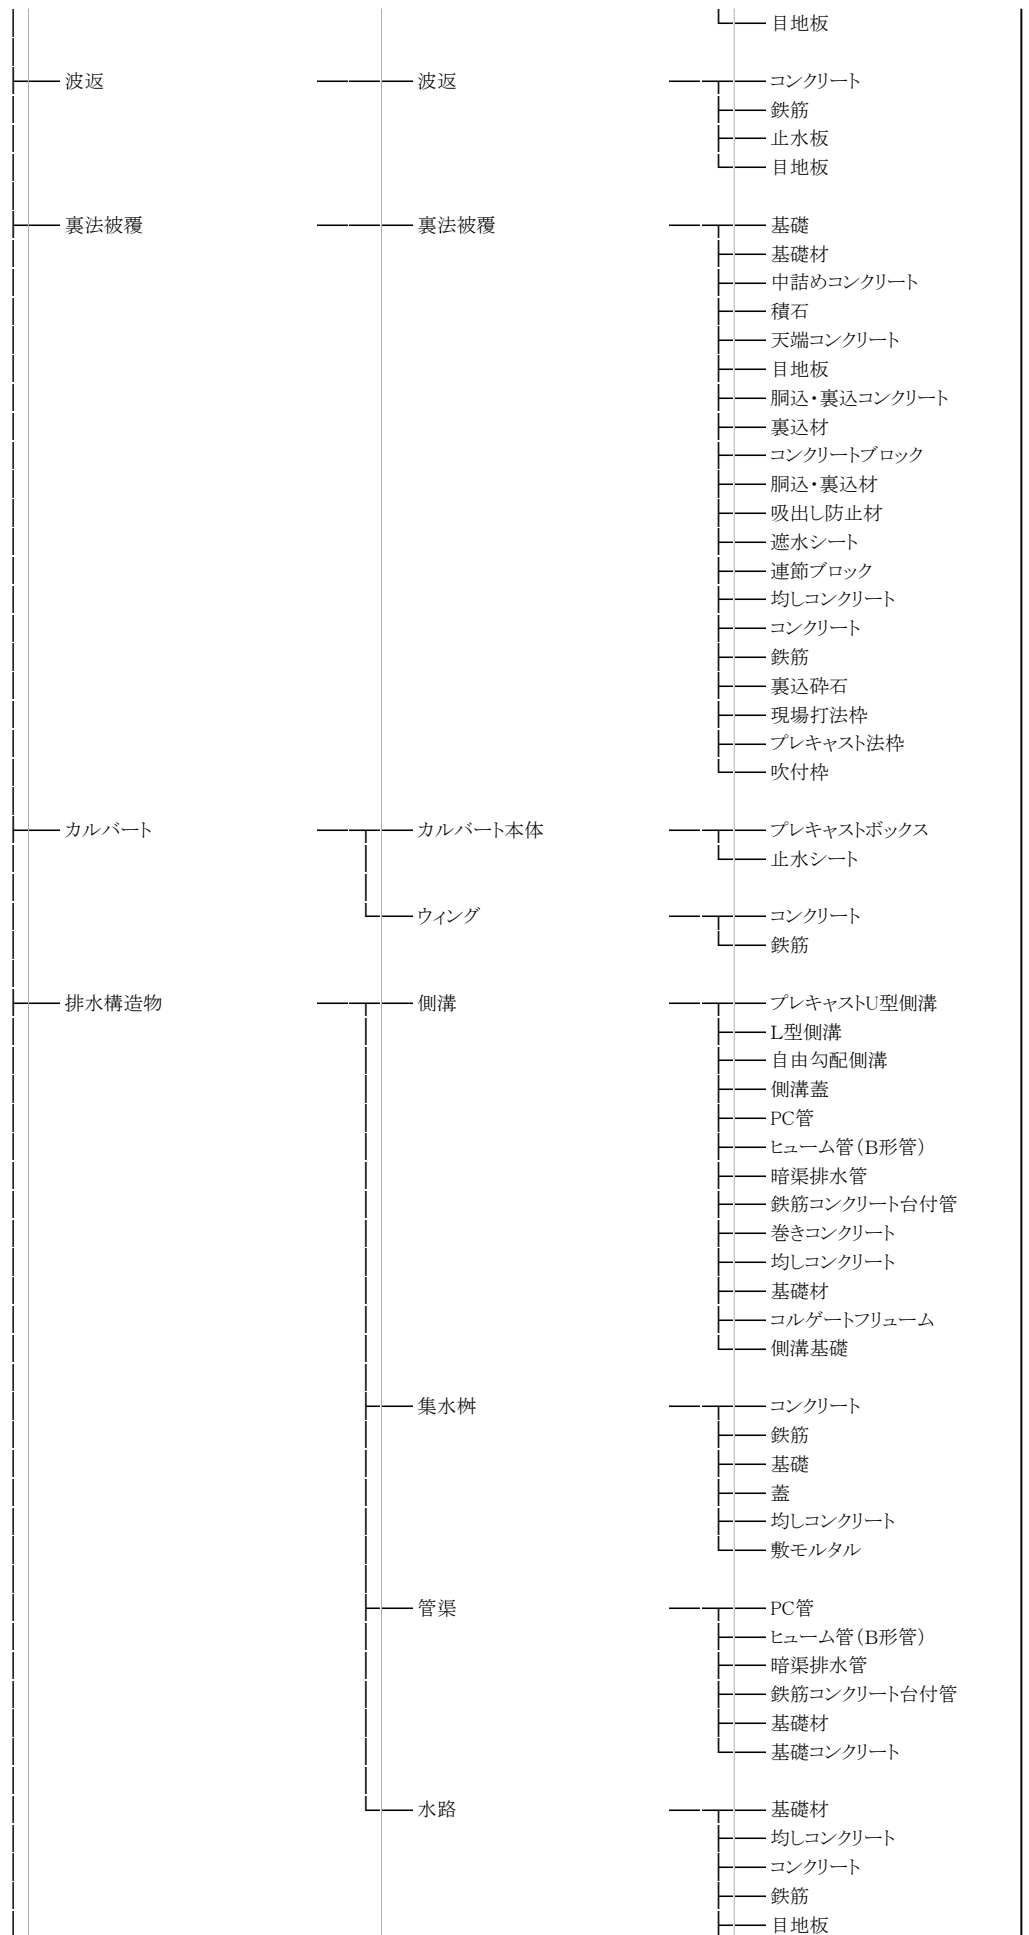 目地板
波返 波返 コンクリート
鉄筋
止水板
目地板
裏法被覆 裏法被覆 基礎
基礎材
中詰めコンクリート
積石
天端コンクリート
目地板
胴込・裏込コンクリート
裏込材
コンクリートブロック
胴込・裏込材
吸出し防止材
遮水シート
連節ブロック
均しコンクリート
コンクリート
鉄筋
裏込砕石
現場打法枠
プレキャスト法枠
吹付枠
カルバート カルバート本体 プレキャストボックス
止水シート
ウィング コンクリート
鉄筋
排水構造物 側溝 プレキャストU型側溝
L型側溝
自由勾配側溝
側溝蓋
PC管
ヒューム管(B形管)
暗渠排水管
鉄筋コンクリート台付管
巻きコンクリート
均しコンクリート
基礎材
コルゲートフリューム
側溝基礎
集水桝 コンクリート
鉄筋
基礎
蓋
均しコンクリート
敷モルタル
管渠 PC管
ヒューム管(B形管)
暗渠排水管
鉄筋コンクリート台付管
基礎材
基礎コンクリート
水路 基礎材
均しコンクリート
コンクリート
鉄筋
目地板